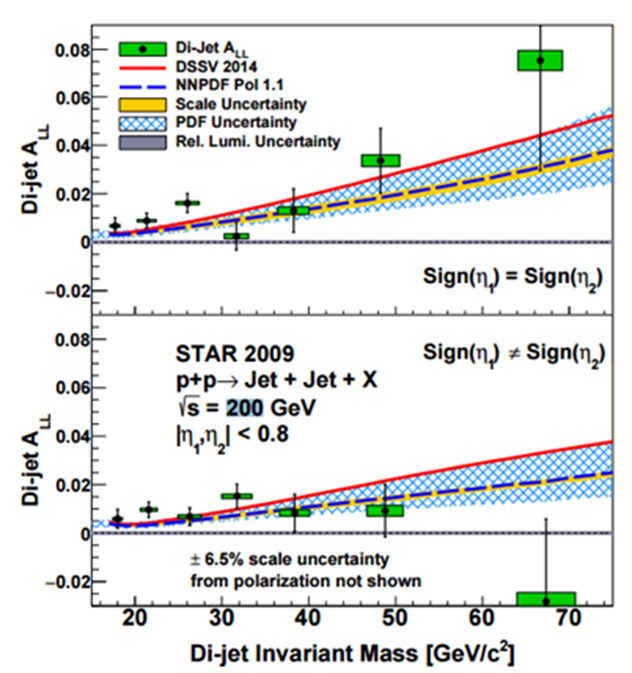 0.08
0.06
0.04
0.02
0
−0.02
Di-jet A_LL
Di-Jet A_LL
DSSV 2014
NNPDF Pol 1.1
Scale Uncertainty
PDF Uncertainty
Rel. Lumi. Uncertainty
Sign(η₁) = Sign(η₂)
0.08
0.06
0.04
0.02
0
−0.02
Di-jet A_LL
STAR 2009
p+p→ Jet + Jet + X
√s = 200 GeV
|η₁,η₂| < 0.8
Sign(η₁) ≠ Sign(η₂)
± 6.5% scale uncertainty
from polarization not shown
20 30 40 50 60 70
Di-jet Invariant Mass [GeV/c²]